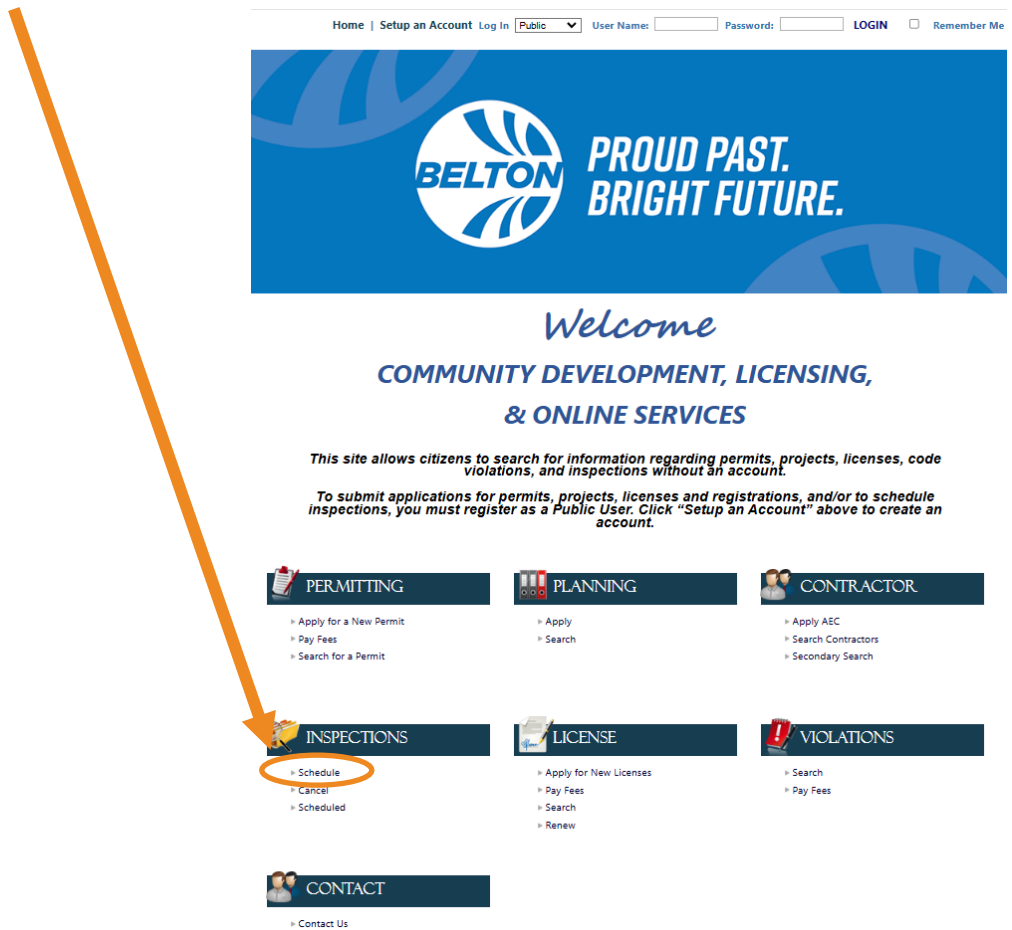 Home | Setup an Account Log In Public User Name: Password: LOGIN Remember Me
BELTON
PROUD PAST.
BRIGHT FUTURE.
Welcome
COMMUNITY DEVELOPMENT, LICENSING,
& ONLINE SERVICES
This site allows citizens to search for information regarding permits, projects, licenses, code
violations, and inspections without an account.
To submit applications for permits, projects, licenses and registrations, and/or to schedule
inspections, you must register as a Public User. Click “Setup an Account” above to create an
account.
PERMITTING
Apply for a New Permit
Pay Fees
Search for a Permit
PLANNING
Apply
Search
CONTRACTOR
Apply AEC
Search Contractors
Secondary Search
INSPECTIONS
Schedule
Cancel
Scheduled
LICENSE
Apply for New Licenses
Pay Fees
Search
Renew
VIOLATIONS
Search
Pay Fees
CONTACT
Contact Us